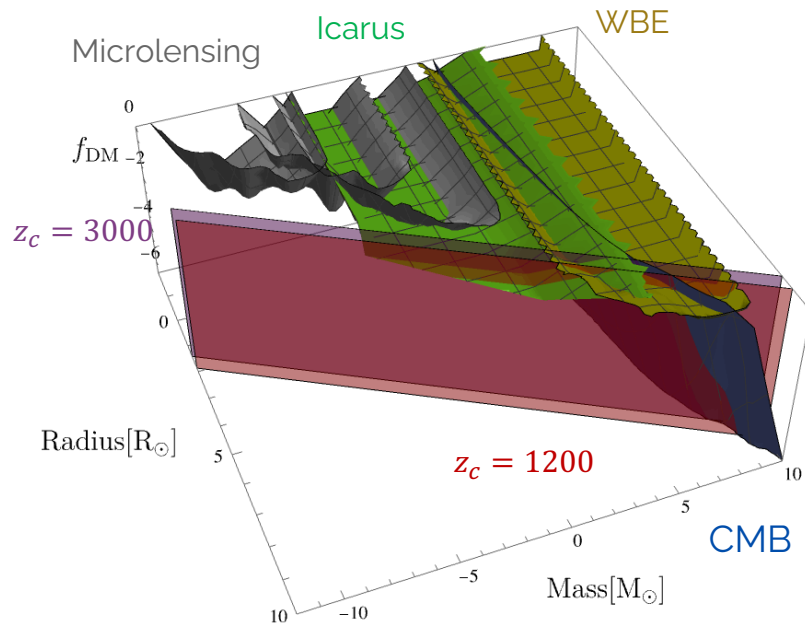 Icarus
WBE
Microlensing
0
f_DM
−2
−4
−6
z_c = 3000
0
Radius[R_⊙]
5
10
z_c = 1200
10
5
0
−5
−10
CMB
Mass[M_⊙]